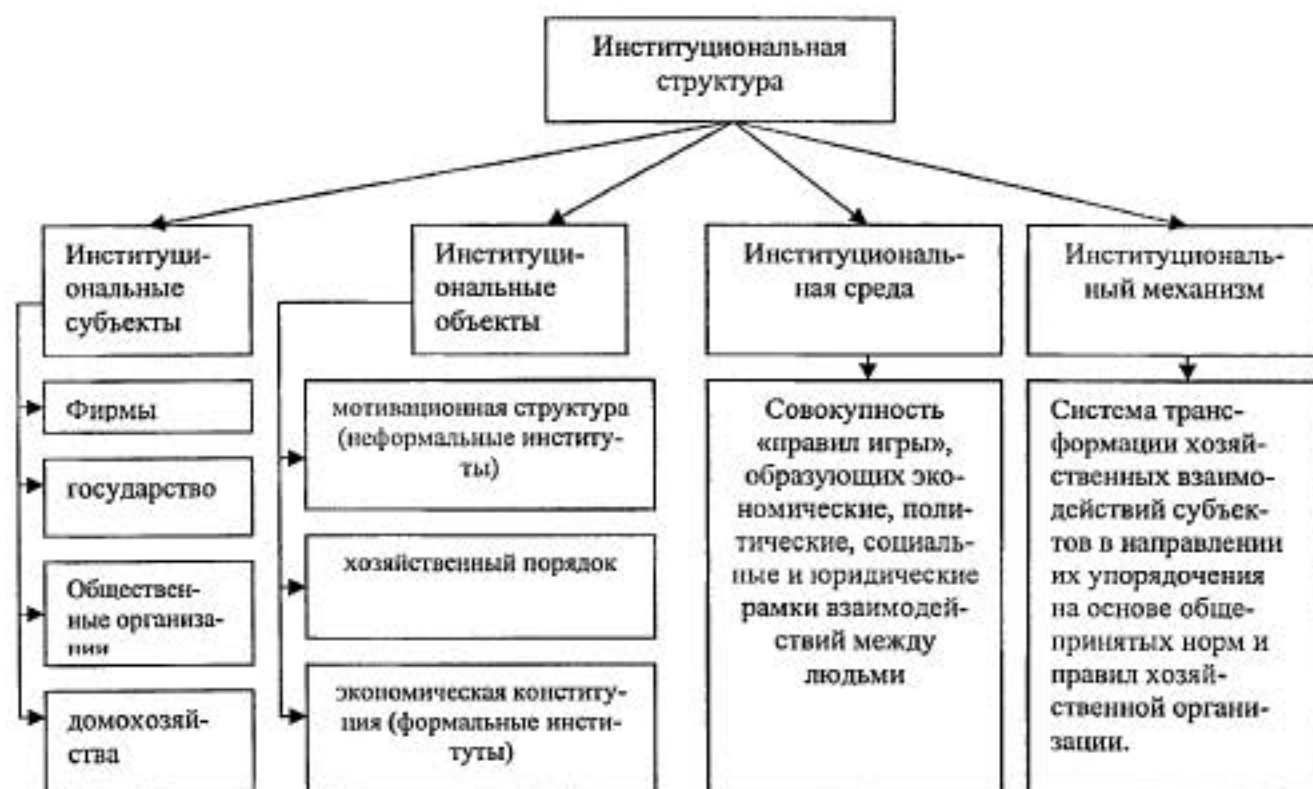 Институциональная
структура
Институци-
ональные
субъекты
Институци-
ональные
объекты
Институциональ-
ная среда
Институциональ-
ный механизм
Фирмы
государство
Обществен-
ные организа-
ции
домохозяй-
ства
мотивационная структура
(неформальные институ-
ты)
хозяйственный порядок
экономическая конститу-
ция (формальные инсти-
туты)
Совокупность
«правил игры»,
образующих эко-
номические, поли-
тические, социаль-
ные и юридические
рамки взаимодей-
ствий между
людьми
Система транс-
формации хозяй-
ственных взаимо-
действий субъек-
тов в направлении
их упорядочения
на основе обще-
принятых норм и
правил хозяй-
ственной органи-
зации.